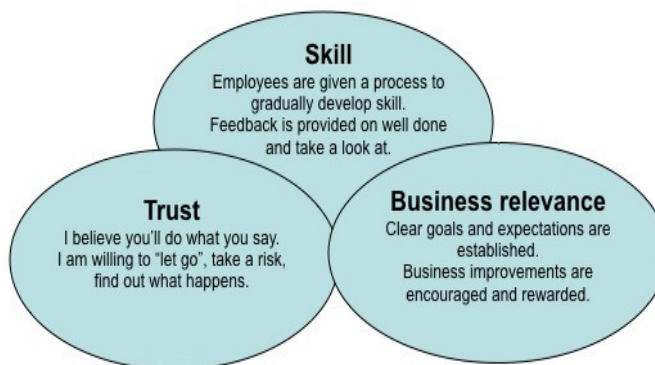 Skill
Employees are given a process to
gradually develop skill.
Feedback is provided on well done
and take a look at.
Trust
I believe you'll do what you say.
I am willing to “let go”, take a risk,
find out what happens.
Business relevance
Clear goals and expectations are
established.
Business improvements are
encouraged and rewarded.